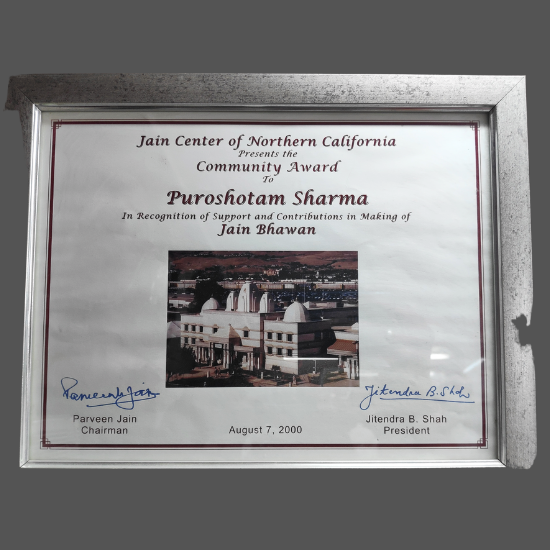 Jain Center of Northern California
Presents the
Community Award
To
Puroshotam Sharma
In Recognition of Support and Contributions in Making of
Jain Bhawan
Parveen Jain
Jitendra B. Shah
Parveen Jain
Chairman
August 7, 2000
Jitendra B. Shah
President